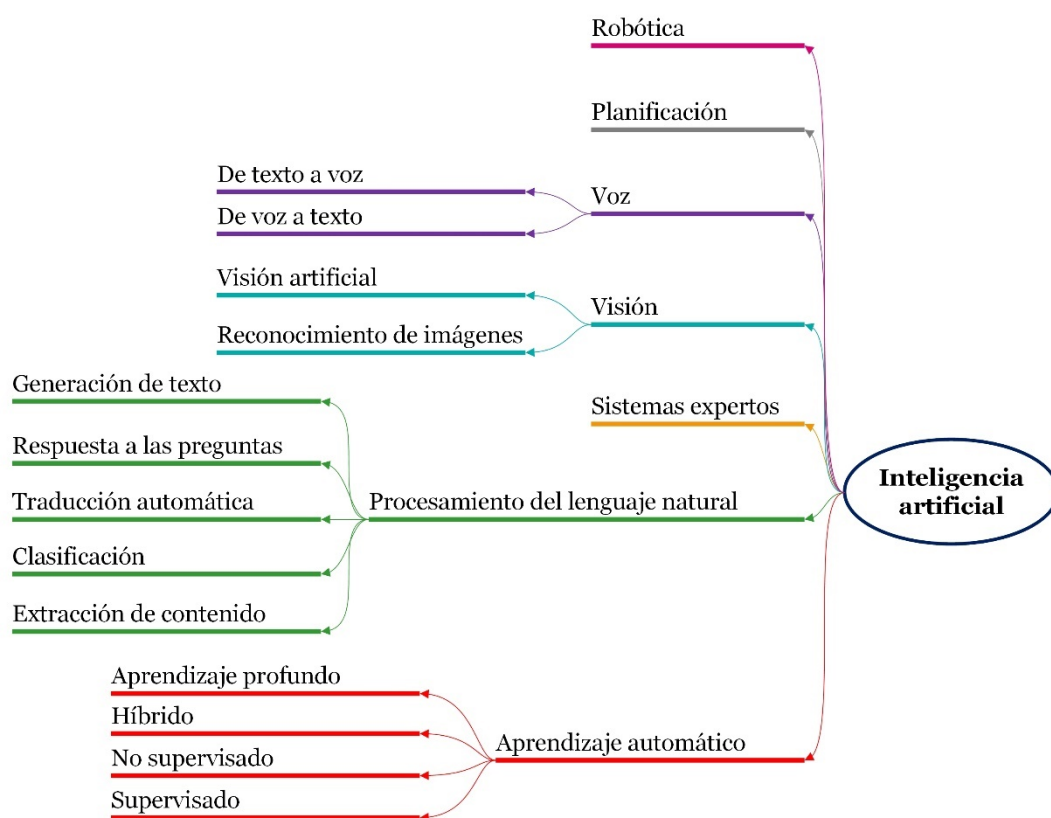 Robótica
Planificación
De texto a voz
Voz
De voz a texto
Visión artificial
Visión
Reconocimiento de imágenes
Generación de texto
Sistemas expertos
Respuesta a las preguntas
Inteligencia
artificial
Traducción automática
Procesamiento del lenguaje natural
Clasificación
Extracción de contenido
Aprendizaje profundo
Híbrido
Aprendizaje automático
No supervisado
Supervisado